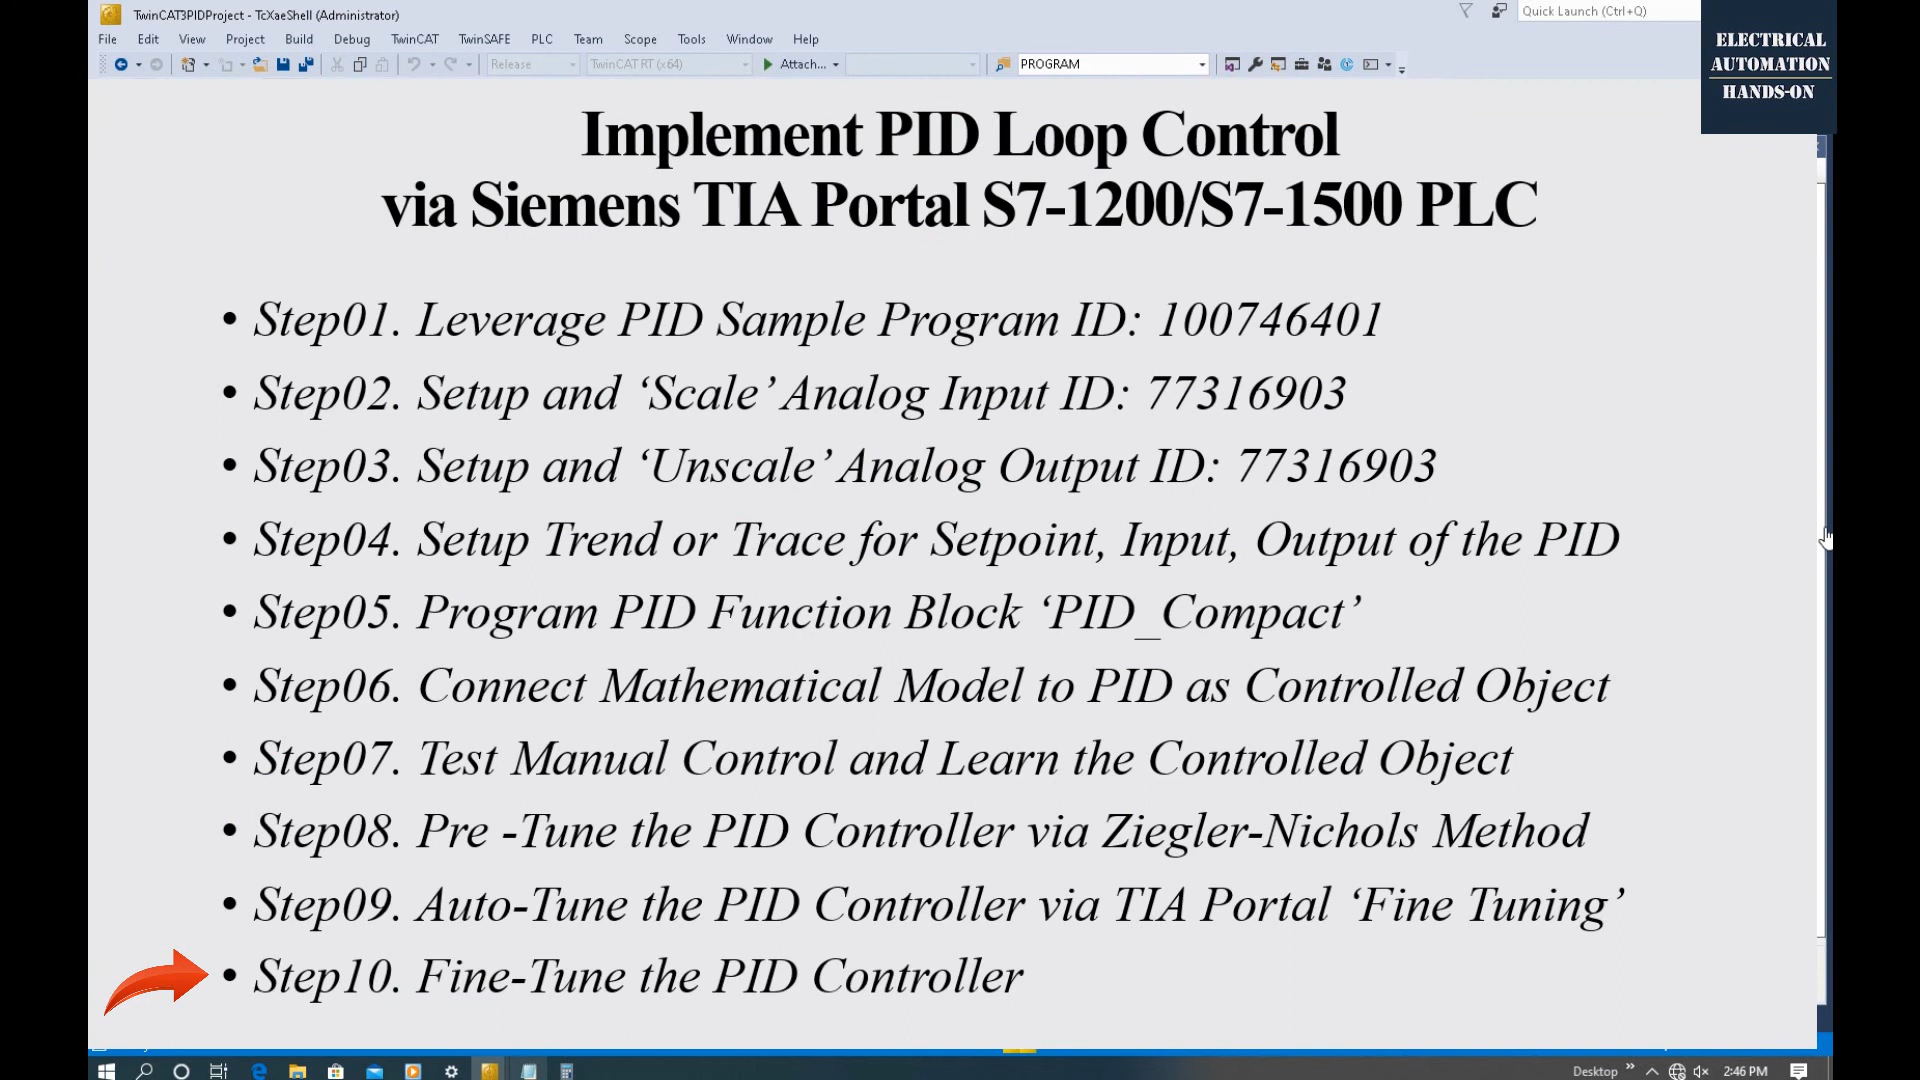 TwinCAT3PIDProject - TcXaeShell (Administrator)
Quick Launch (Ctrl+Q)
File Edit View Project Build Debug TwinCAT TwinSAFE PLC Team Scope Tools Window Help
Release TwinCAT RT (x64) Attach... PROGRAM
ELECTRICAL
AUTOMATION
HANDS-ON
Implement PID Loop Control
via Siemens TIA Portal S7-1200/S7-1500 PLC
• Step01. Leverage PID Sample Program ID: 100746401
• Step02. Setup and ‘Scale’ Analog Input ID: 77316903
• Step03. Setup and ‘Unscale’ Analog Output ID: 77316903
• Step04. Setup Trend or Trace for Setpoint, Input, Output of the PID
• Step05. Program PID Function Block ‘PID_Compact’
• Step06. Connect Mathematical Model to PID as Controlled Object
• Step07. Test Manual Control and Learn the Controlled Object
• Step08. Pre -Tune the PID Controller via Ziegler-Nichols Method
• Step09. Auto-Tune the PID Controller via TIA Portal ‘Fine Tuning’
• Step10. Fine-Tune the PID Controller
Desktop
2:46 PM